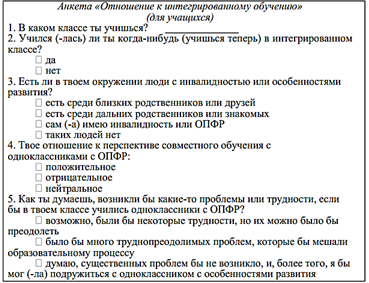 Анкета «Отношение к интегрированному обучению»
(для учащихся)
1. В каком классе ты учишься? ____________
2. Учился (-лась) ли ты когда-нибудь (учишься теперь) в интегрированном
классе?
□ да
□ нет
3. Есть ли в твоем окружении люди с инвалидностью или особенностями
развития?
□ есть среди близких родственников или друзей
□ есть среди дальних родственников или знакомых
□ сам (-а) имею инвалидность или ОПФР
□ таких людей нет
4. Твое отношение к перспективе совместного обучения с
одноклассниками с ОПФР:
□ положительное
□ отрицательное
□ нейтральное
5. Как ты думаешь, возникли бы какие-то проблемы или трудности, если
бы в твоем классе учились одноклассники с ОПФР?
□ возможно, были бы некоторые трудности, но их можно было бы
преодолеть
□ было бы много труднопреодолимых проблем, которые бы мешали
образовательному процессу
□ думаю, существенных проблем бы не возникло, и, более того, я бы
мог (-ла) подружиться с одноклассником с особенностями развития